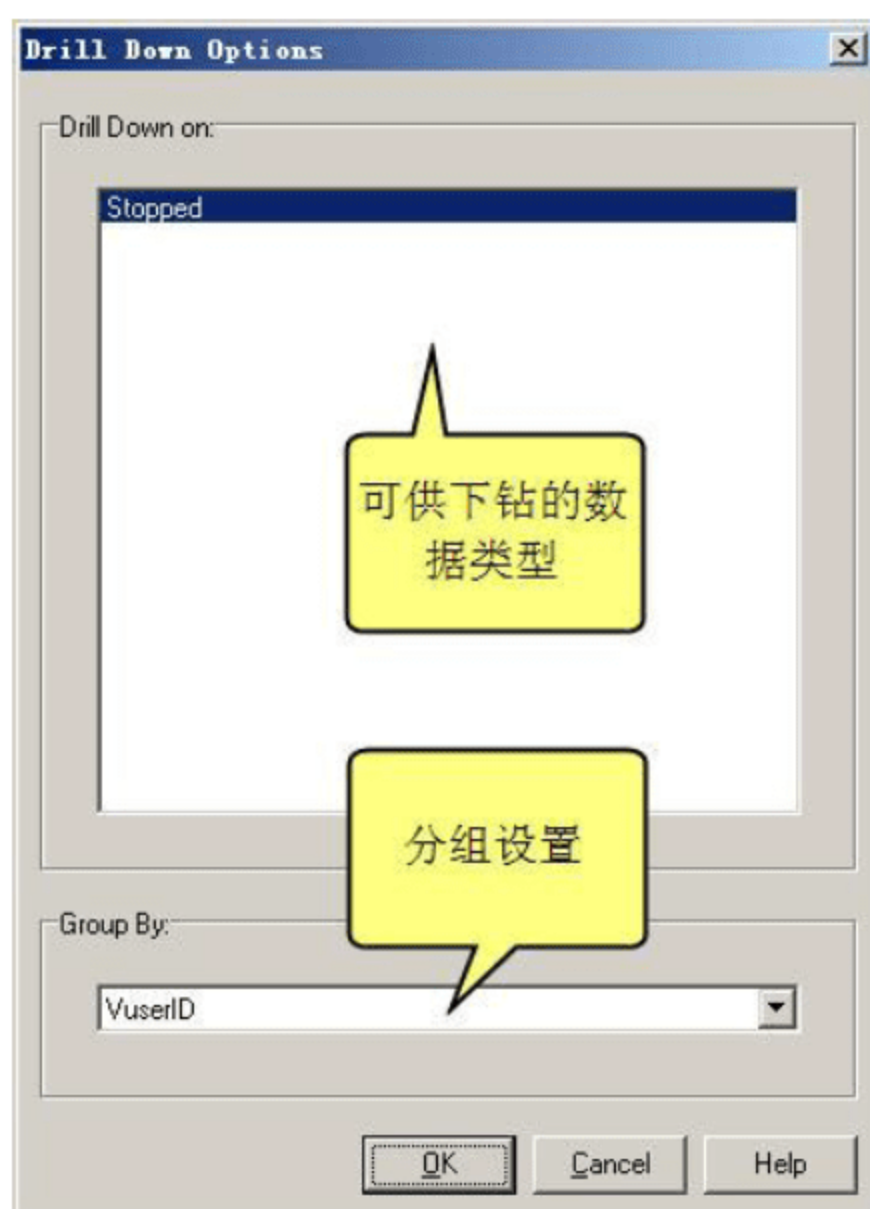 Drill Down Options
Drill Down on:
Stopped
可供下钻的数
据类型
分组设置
Group By:
VuserID
OK
Cancel
Help